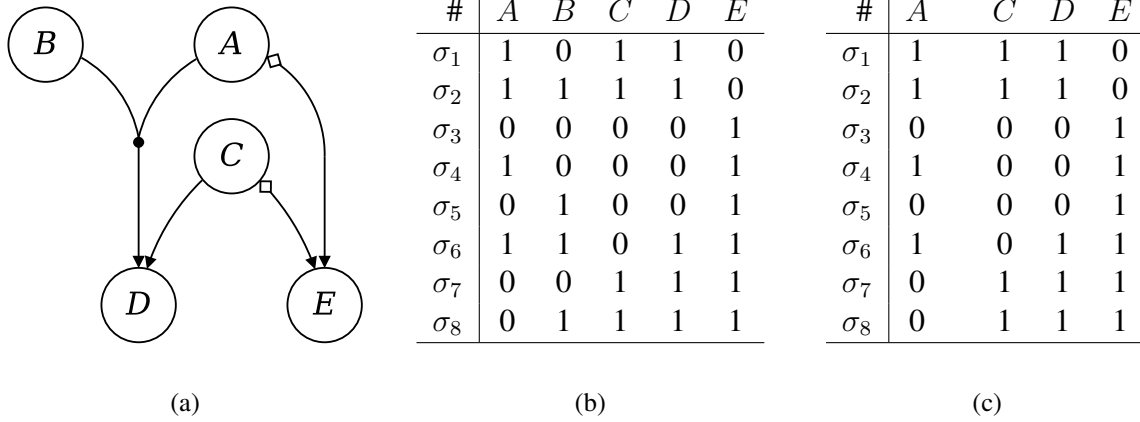 B
A
C
D
E
# A B C D E
σ1 1 0 1 1 0
σ2 1 1 1 1 0
σ3 0 0 0 0 1
σ4 1 0 0 0 1
σ5 0 1 0 0 1
σ6 1 1 0 1 1
σ7 0 0 1 1 1
σ8 0 1 1 1 1
# A C D E
σ1 1 1 1 0
σ2 1 1 1 0
σ3 0 0 0 1
σ4 1 0 0 1
σ5 0 0 0 1
σ6 1 0 1 1
σ7 0 1 1 1
σ8 0 1 1 1
(a)
(b)
(c)